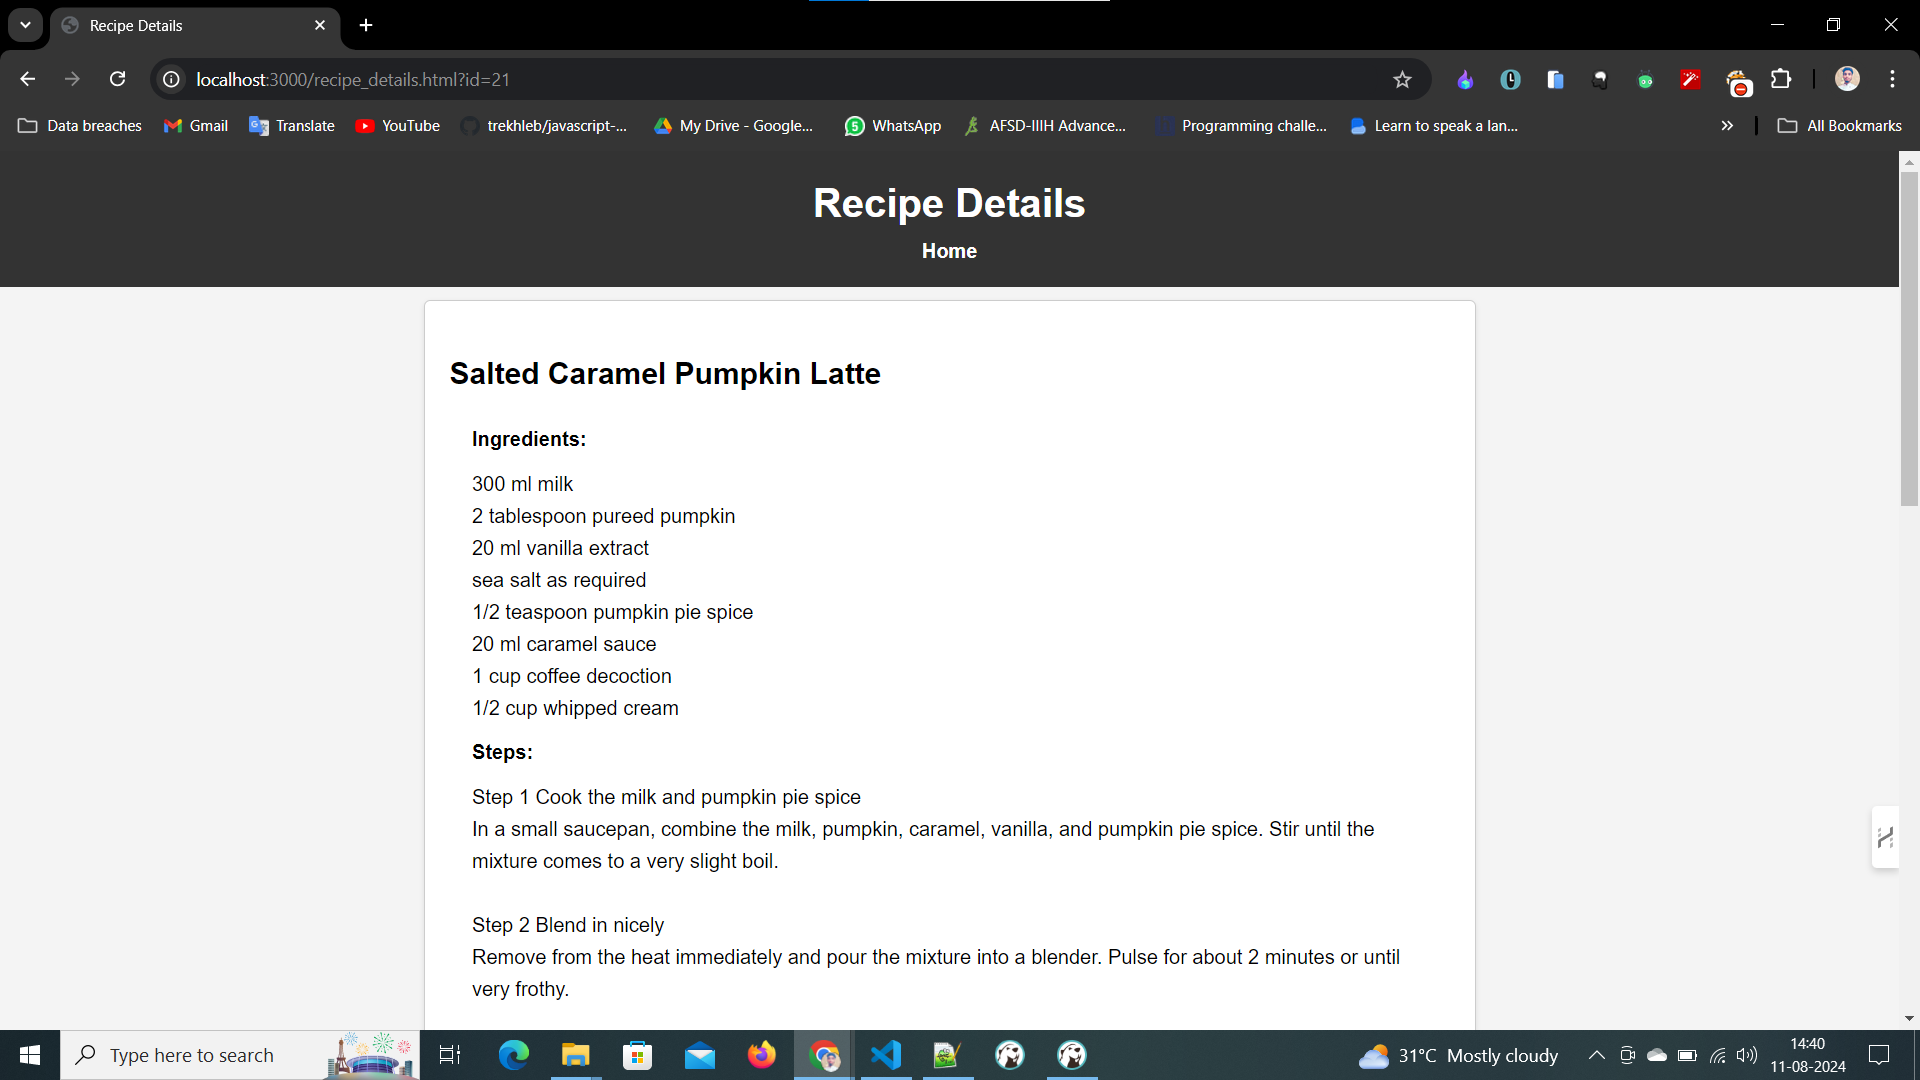 Recipe Details
localhost:3000/recipe_details.html?id=21
Data breaches
Gmail
Translate
YouTube
trekhleb/javascript-...
My Drive - Google...
WhatsApp
AFSD-IIIH Advance...
Programming challe...
Learn to speak a lan...
All Bookmarks
Recipe Details
Home
Salted Caramel Pumpkin Latte
Ingredients:
300 ml milk
2 tablespoon pureed pumpkin
20 ml vanilla extract
sea salt as required
1/2 teaspoon pumpkin pie spice
20 ml caramel sauce
1 cup coffee decoction
1/2 cup whipped cream
Steps:
Step 1 Cook the milk and pumpkin pie spice
In a small saucepan, combine the milk, pumpkin, caramel, vanilla, and pumpkin pie spice. Stir until the
mixture comes to a very slight boil.
Step 2 Blend in nicely
Remove from the heat immediately and pour the mixture into a blender. Pulse for about 2 minutes or until
very frothy.
Type here to search
31°C Mostly cloudy
14:40
11-08-2024